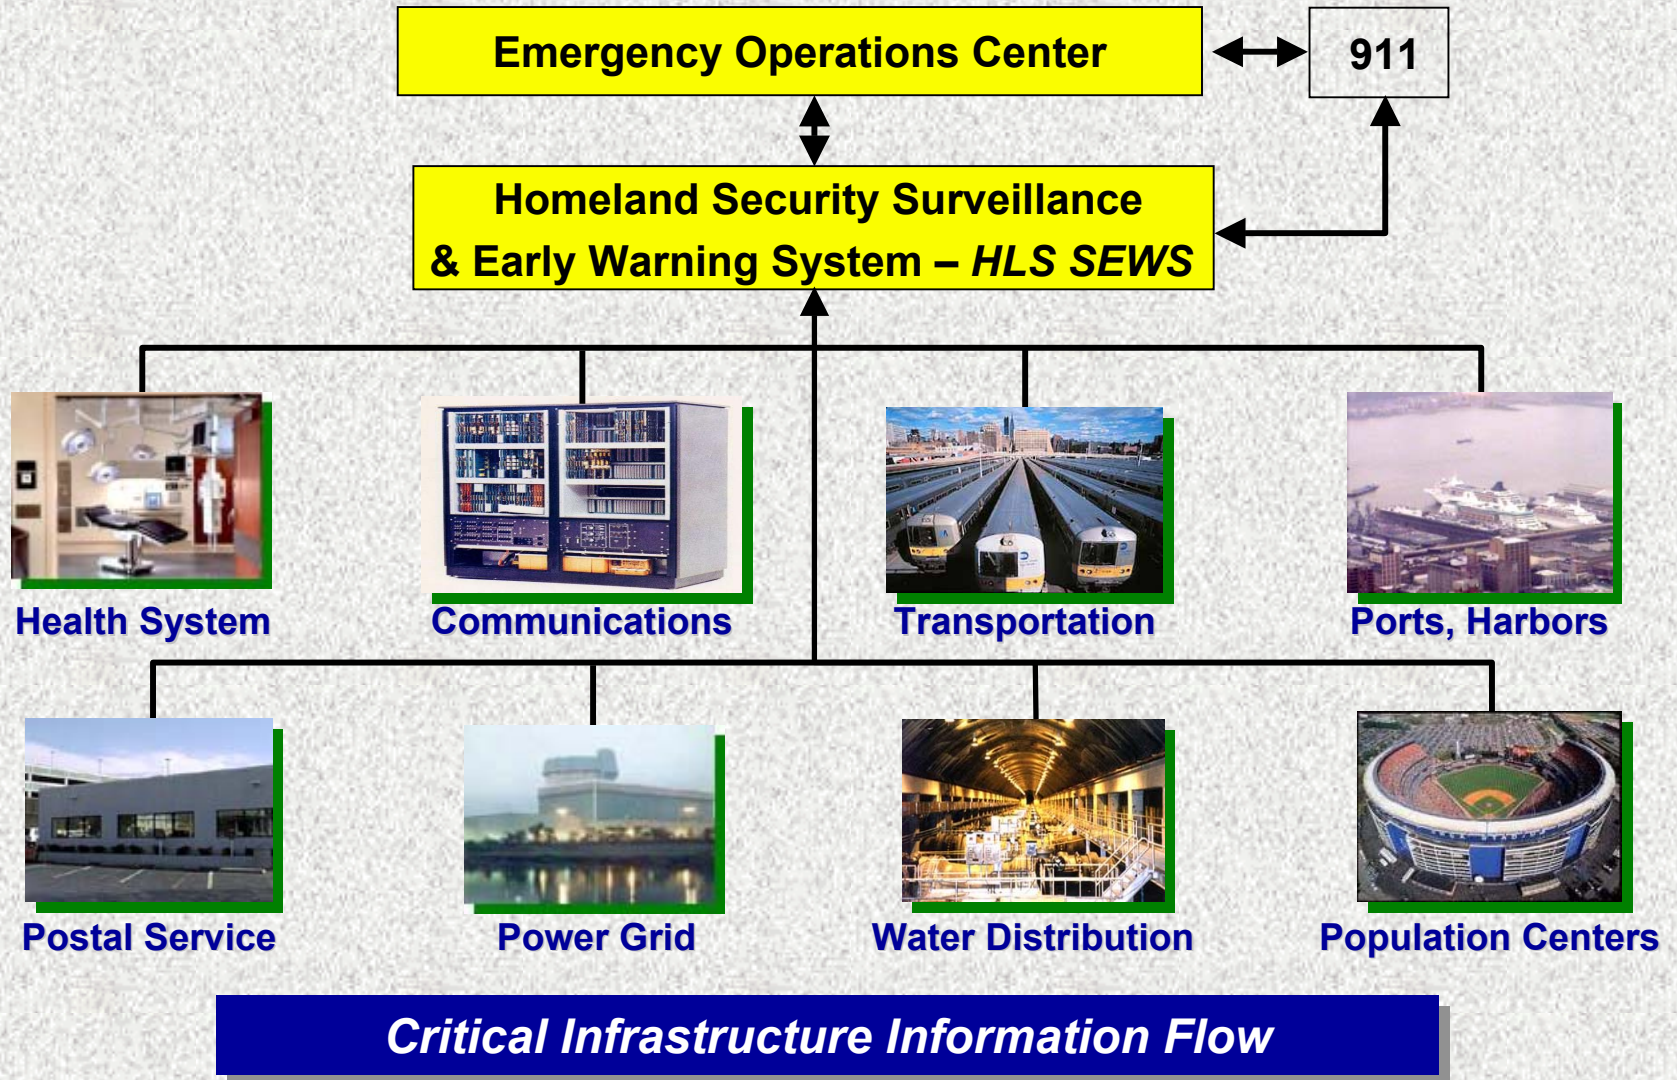 Emergency Operations Center
911
Homeland Security Surveillance
& Early Warning System – HLS SEWS
Health System
Communications
Transportation
Ports, Harbors
Postal Service
Power Grid
Water Distribution
Population Centers
Critical Infrastructure Information Flow